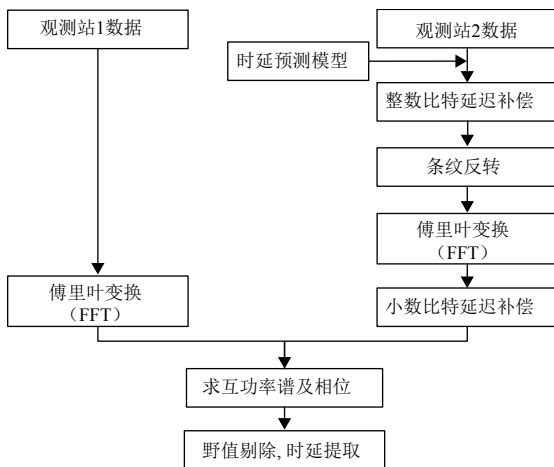 观测站1数据
观测站2数据
时延预测模型
整数比特延迟补偿
条纹反转
傅里叶变换
（FFT）
傅里叶变换
（FFT）
小数比特延迟补偿
求互功率谱及相位
野值剔除, 时延提取